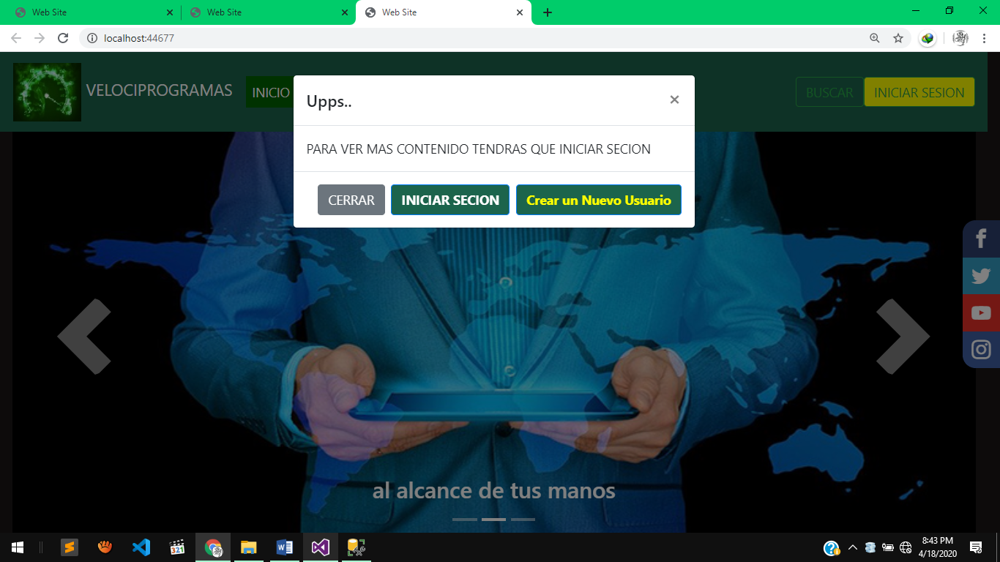 Web Site
Web Site
Web Site
localhost:44677
VELOCIPROGRAMAS
INICIO
BUSCAR
INICIAR SESION
Upps..
PARA VER MAS CONTENIDO TENDRAS QUE INICIAR SECION
CERRAR
INICIAR SECION
Crear un Nuevo Usuario
al alcance de tus manos
321
8:43 PM
4/18/2020